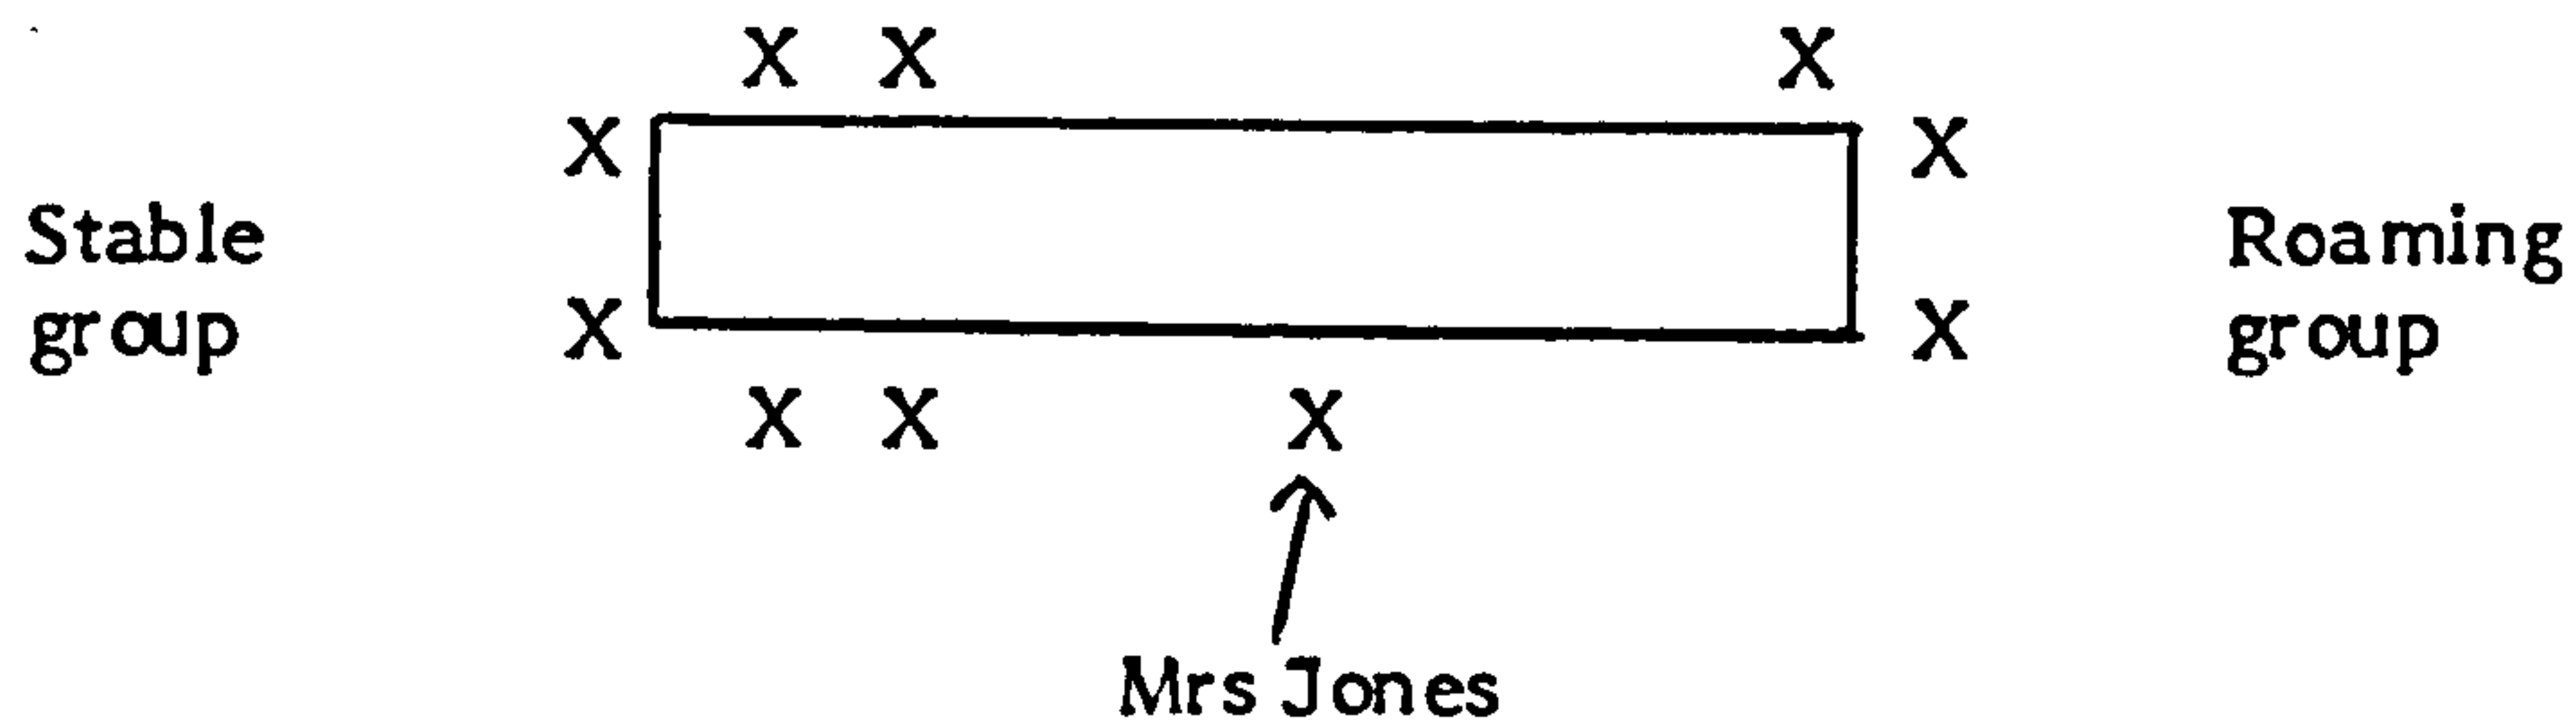 X X X
X X
Stable
group
Roaming
group
X X
X X X
Mrs Jones